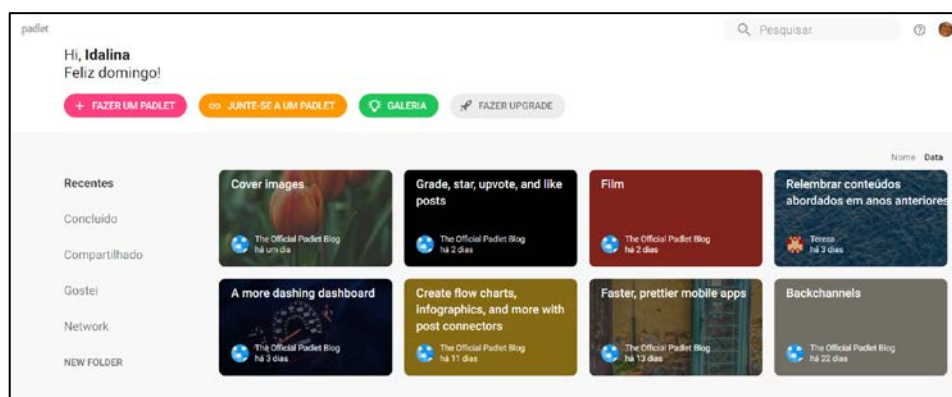 padlet
Pesquisar
Hi, Idalina
Feliz domingo!
+ FAZER UM PADLET
JUNTE-SE A UM PADLET
GALERIA
FAZER UPGRADE
Nome Data
Recentes
Concluído
Compartilhado
Gostei
Network
NEW FOLDER
Cover images
The Official Padlet Blog
há um dia
Grade, star, upvote, and like
posts
The Official Padlet Blog
há 2 dias
Film
The Official Padlet Blog
há 2 dias
Relembrar conteúdos
abordados em anos anteriores
Teresa
há 3 dias
A more dashing dashboard
The Official Padlet Blog
há 3 dias
Create flow charts,
infographics, and more with
post connectors
The Official Padlet Blog
há 11 dias
Faster, prettier mobile apps
The Official Padlet Blog
há 13 dias
Backchannels
The Official Padlet Blog
há 22 dias